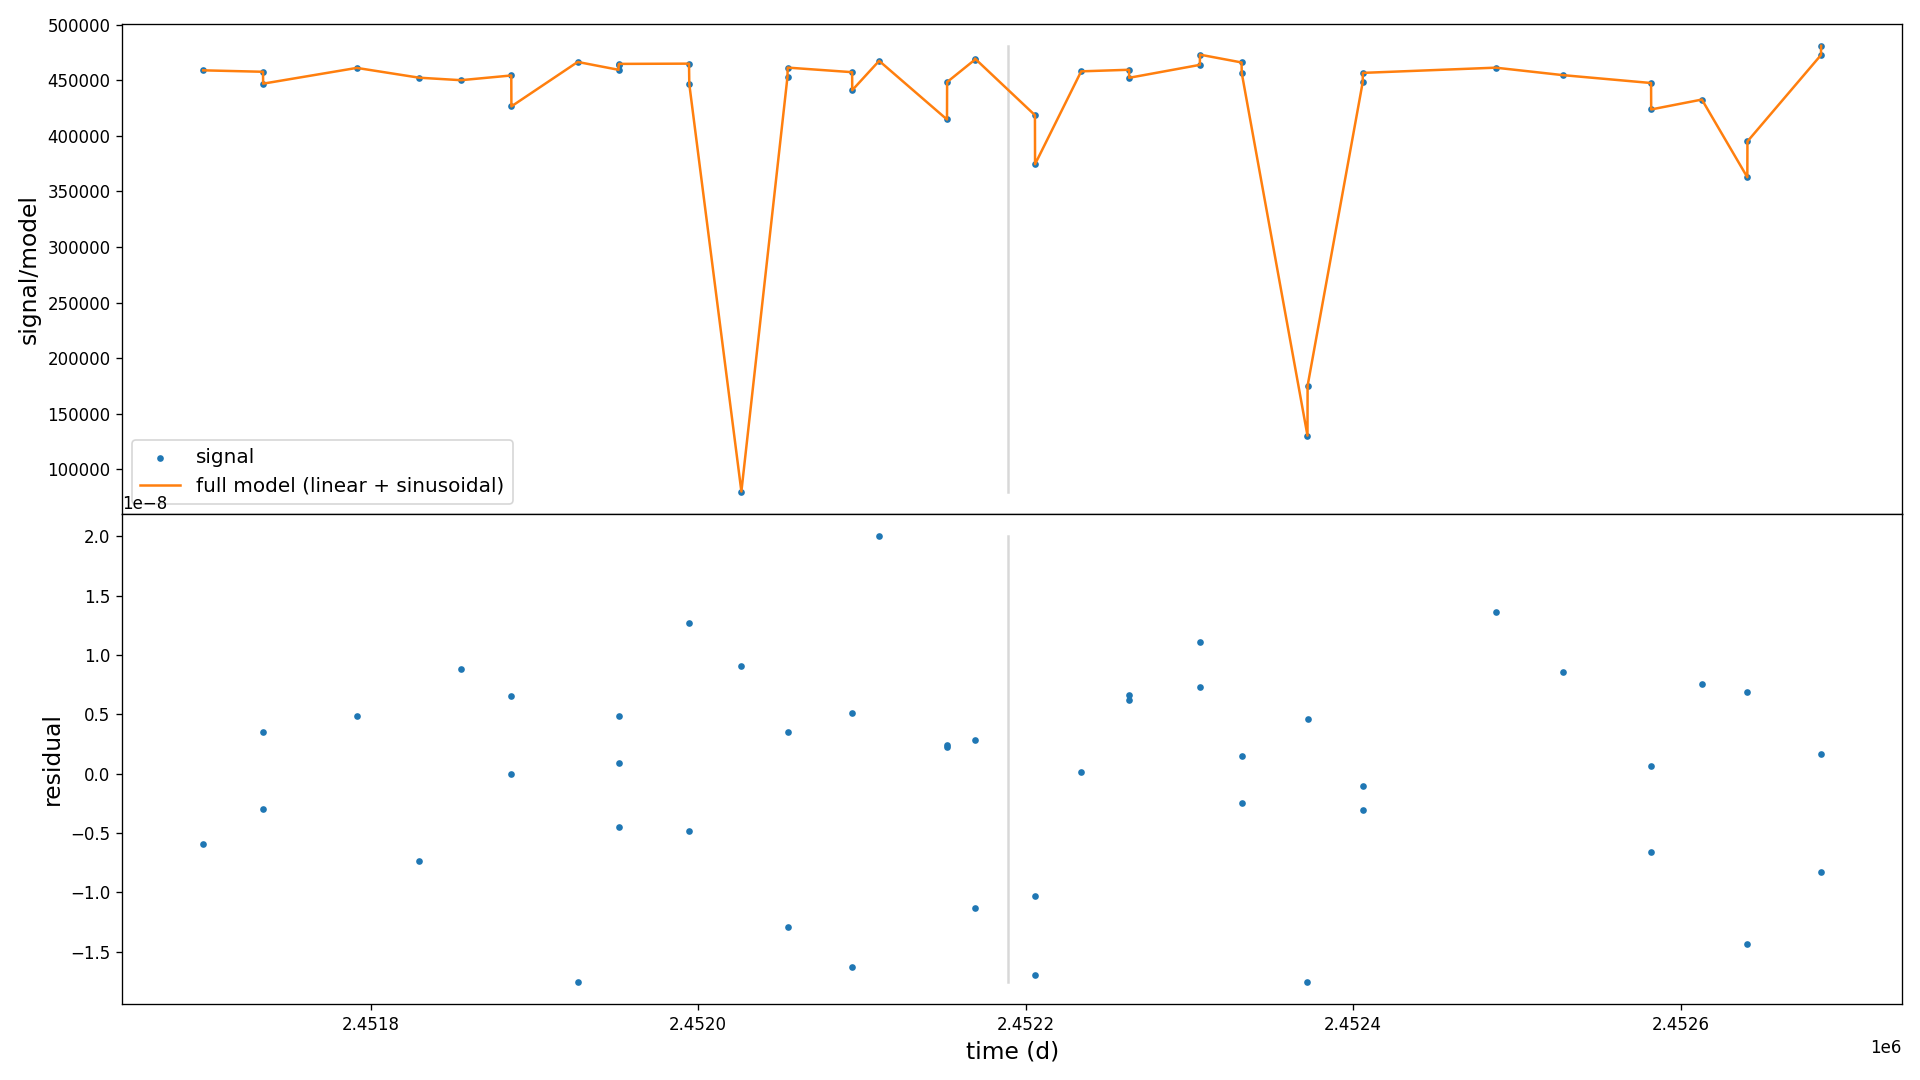 500000
450000
400000
350000
300000
250000
200000
150000
100000
signal/model
signal
full model (linear + sinusoidal)
1e−8
2.0
1.5
1.0
0.5
0.0
−0.5
−1.0
−1.5
residual
2.4518 2.4520 2.4522 2.4524 2.4526
time (d)
1e6